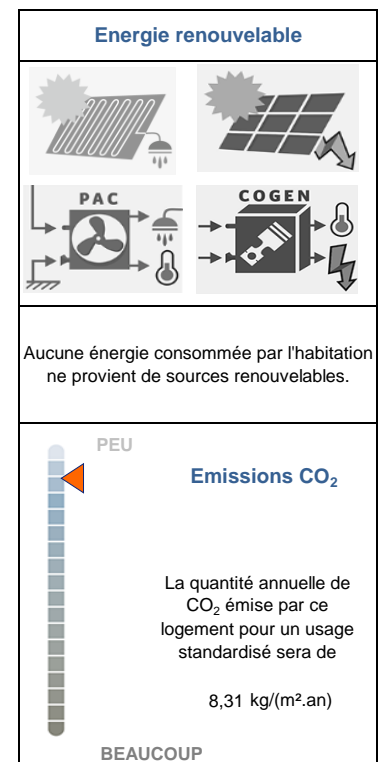 Energie renouvelable
PAC
COGEN
Aucune énergie consommée par l'habitation
ne provient de sources renouvelables.
PEU
Emissions CO₂
La quantité annuelle de
CO₂ émise par ce
logement pour un usage
standardisé sera de
8,31 kg/(m².an)
BEAUCOUP